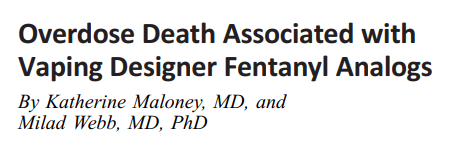 Overdose Death Associated with
Vaping Designer Fentanyl Analogs
By Katherine Maloney, MD, and
Milad Webb, MD, PhD